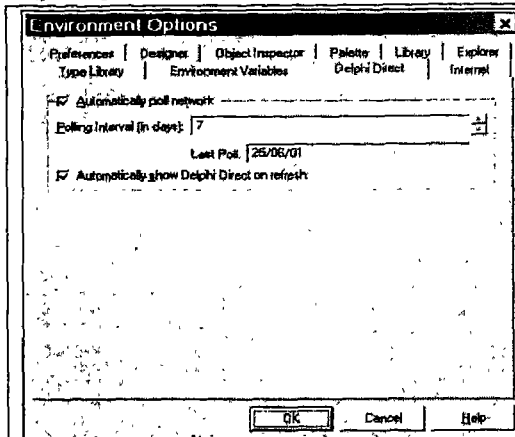 Environment Options
Preferences Designer Object Inspector Palette Library Explorer
Type Library Environment Variables Delphi Direct Internet
Automatically poll network
Polling Interval (in days): 7
Last Poll: 25/06/01
Automatically show Delphi Direct on refresh
OK Cancel Help